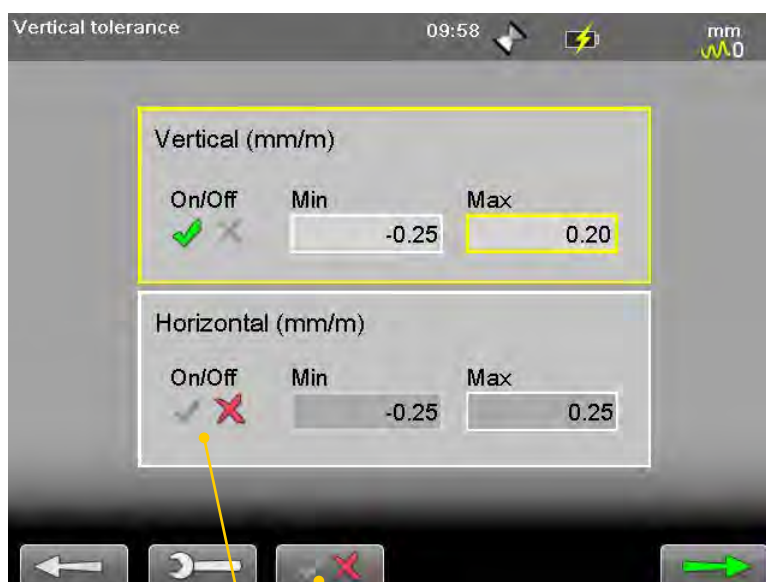 Vertical tolerance 09:58 mm
0
Vertical (mm/m)
On/Off Min Max
-0.25 0.20
Horizontal (mm/m)
On/Off Min Max
-0.25 0.25